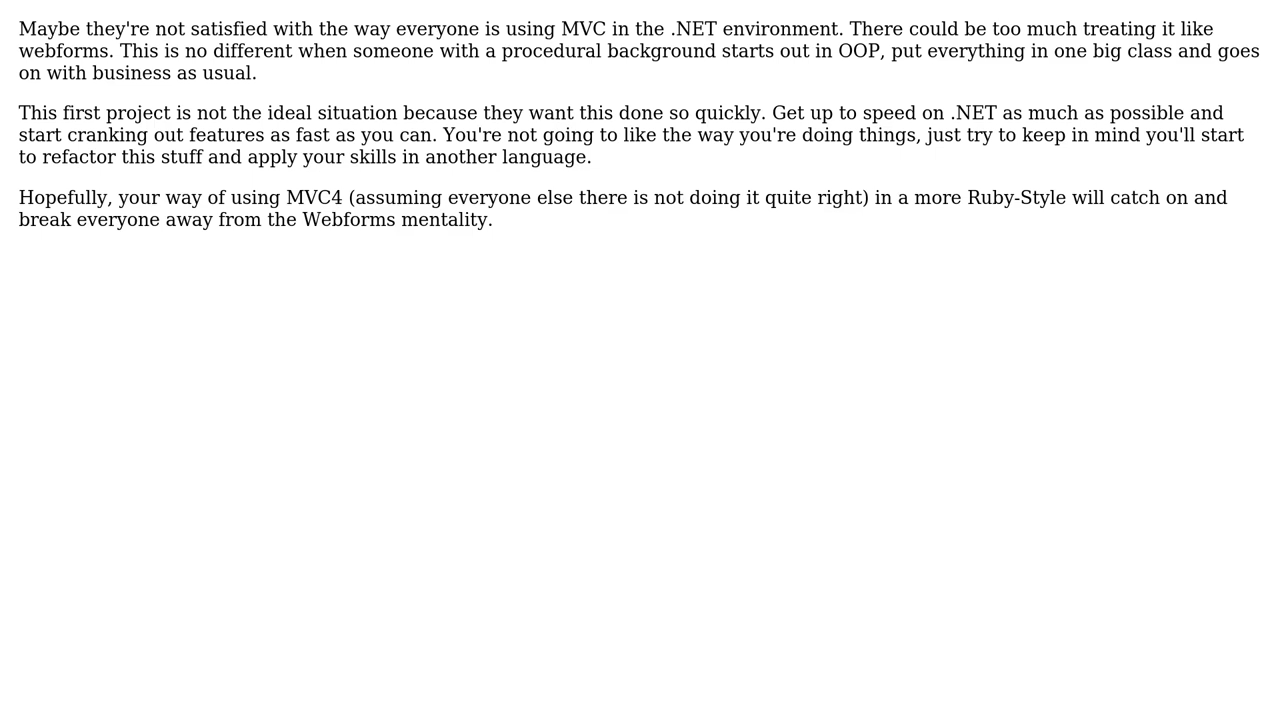 Maybe they're not satisfied with the way everyone is using MVC in the .NET environment. There could be too much treating it like
webforms. This is no different when someone with a procedural background starts out in OOP, put everything in one big class and goes
on with business as usual.
This first project is not the ideal situation because they want this done so quickly. Get up to speed on .NET as much as possible and
start cranking out features as fast as you can. You're not going to like the way you're doing things, just try to keep in mind you'll start
to refactor this stuff and apply your skills in another language.
Hopefully, your way of using MVC4 (assuming everyone else there is not doing it quite right) in a more Ruby-Style will catch on and
break everyone away from the Webforms mentality.